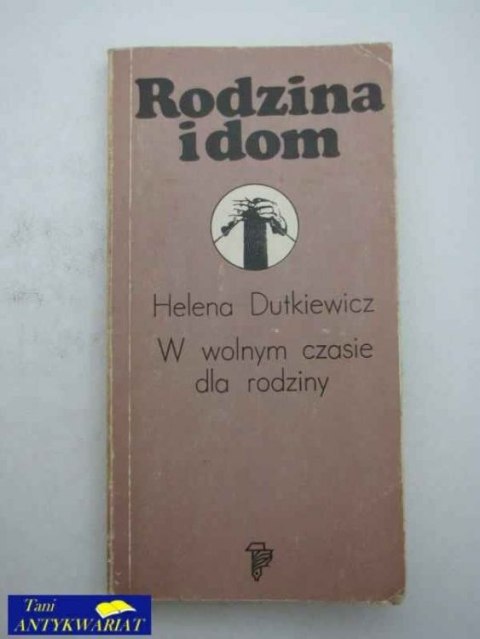 Rodzina
i dom
Helena Dutkiewicz
W wolnym czasie
dla rodziny
Tani
ANTYKWARIAT